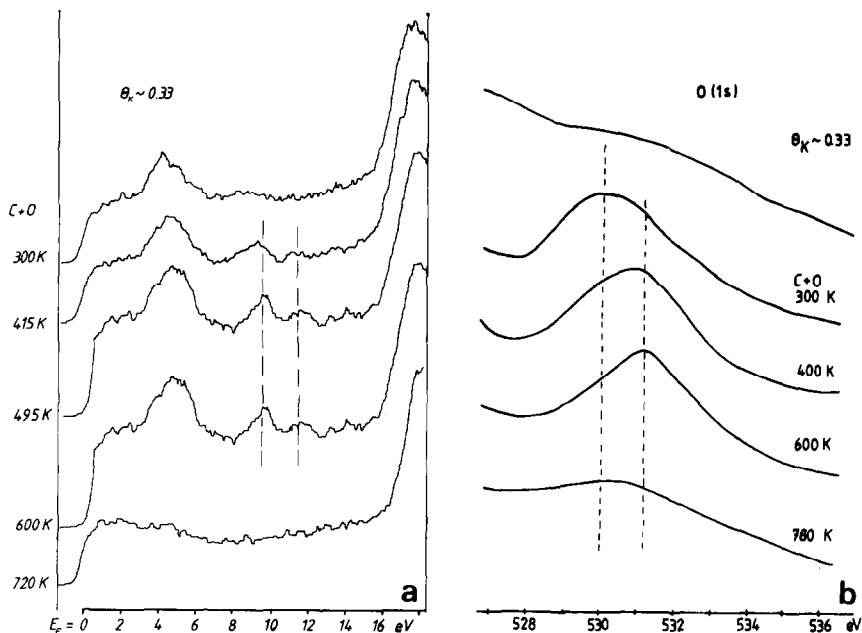 θK ~ 0.33
C+O
300 K
415 K
495 K
600 K
720 K
a
EF = 0 2 4 6 8 10 12 14 16 eV
O (1s)
θK ~ 0.33
C+O
300 K
400 K
600 K
780 K
b
528 530 532 534 536 eV